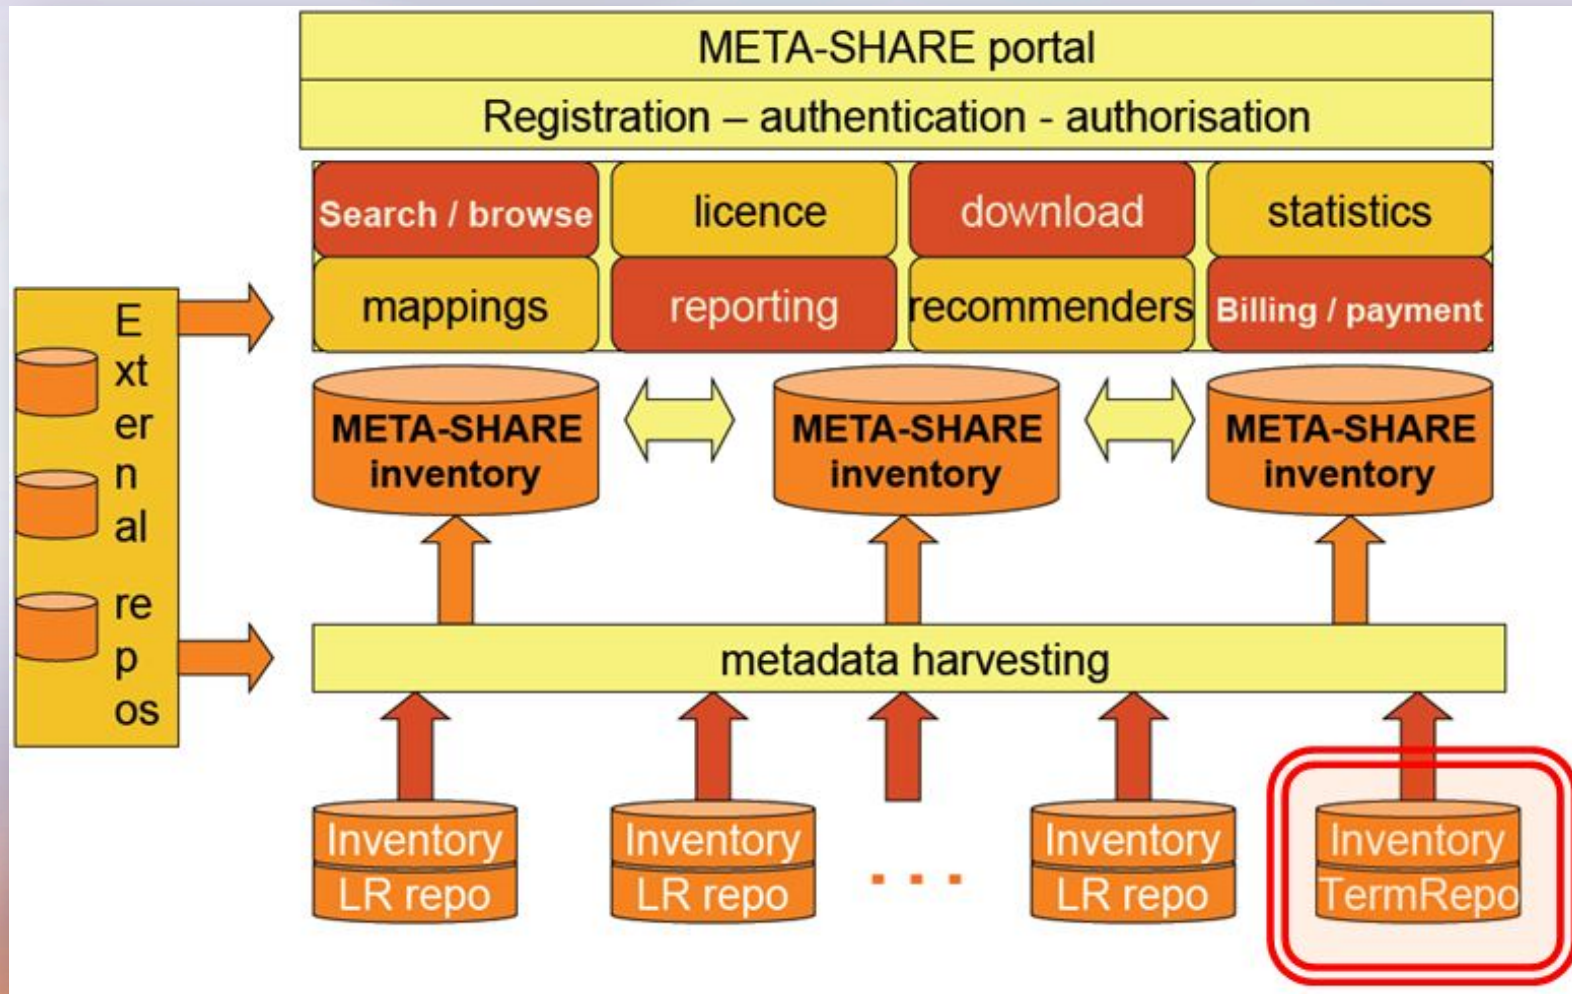 META-SHARE portal
Registration – authentication - authorisation
Search / browse
licence
download
statistics
mappings
reporting
recommenders
Billing / payment
E
xt
er
n
al
re
p
os
META-SHARE
inventory
META-SHARE
inventory
META-SHARE
inventory
metadata harvesting
Inventory
LR repo
Inventory
LR repo
...
Inventory
LR repo
Inventory
TermRepo